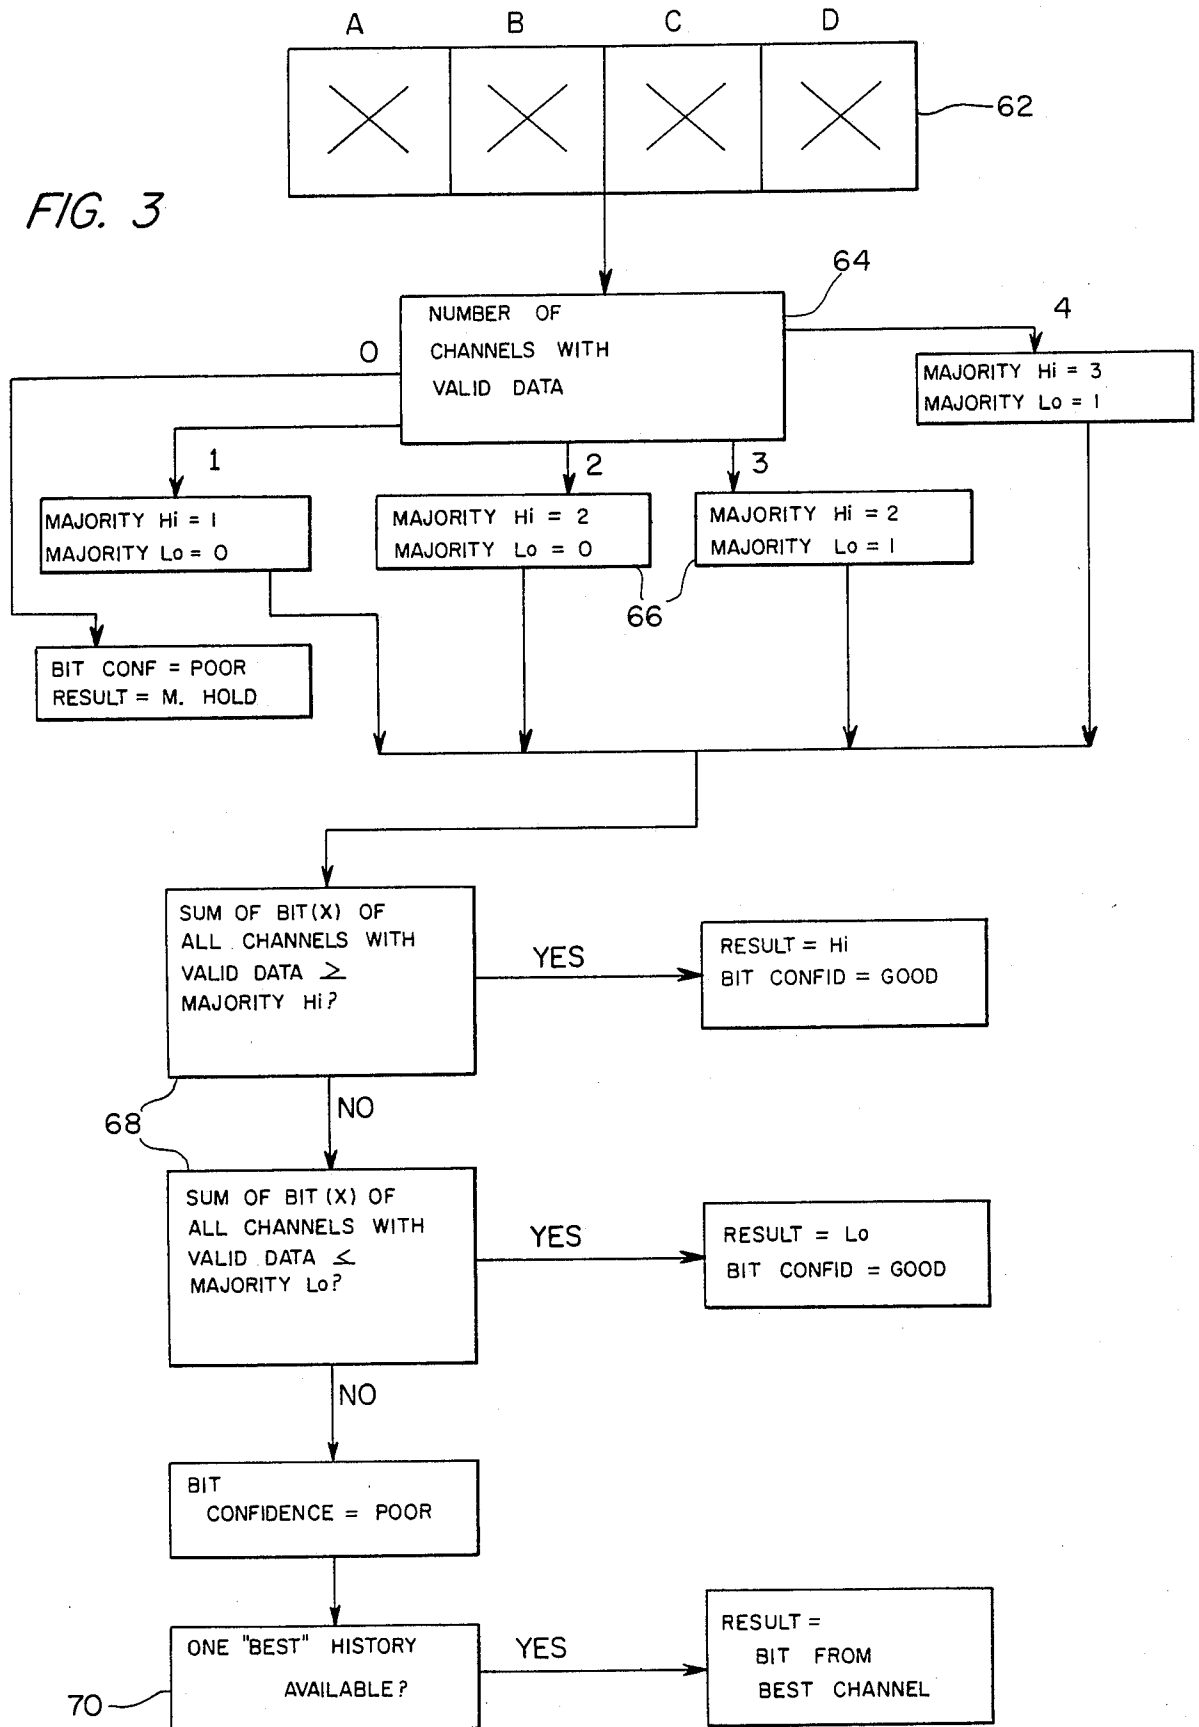 A B C D
62
FIG. 3
64
NUMBER OF
CHANNELS WITH
VALID DATA
0
4
MAJORITY Hi = 3
MAJORITY Lo = 1
1
2
3
MAJORITY Hi = 1
MAJORITY Lo = 0
MAJORITY Hi = 2
MAJORITY Lo = 0
MAJORITY Hi = 2
MAJORITY Lo = 1
66
BIT CONF = POOR
RESULT = M. HOLD
SUM OF BIT(X) OF
ALL CHANNELS WITH
VALID DATA ≥
MAJORITY Hi?
YES
RESULT = Hi
BIT CONFID = GOOD
68
NO
SUM OF BIT (X) OF
ALL CHANNELS WITH
VALID DATA ≤
MAJORITY Lo?
YES
RESULT = Lo
BIT CONFID = GOOD
NO
BIT
CONFIDENCE = POOR
ONE "BEST" HISTORY
AVAILABLE?
70
YES
RESULT =
BIT FROM
BEST CHANNEL